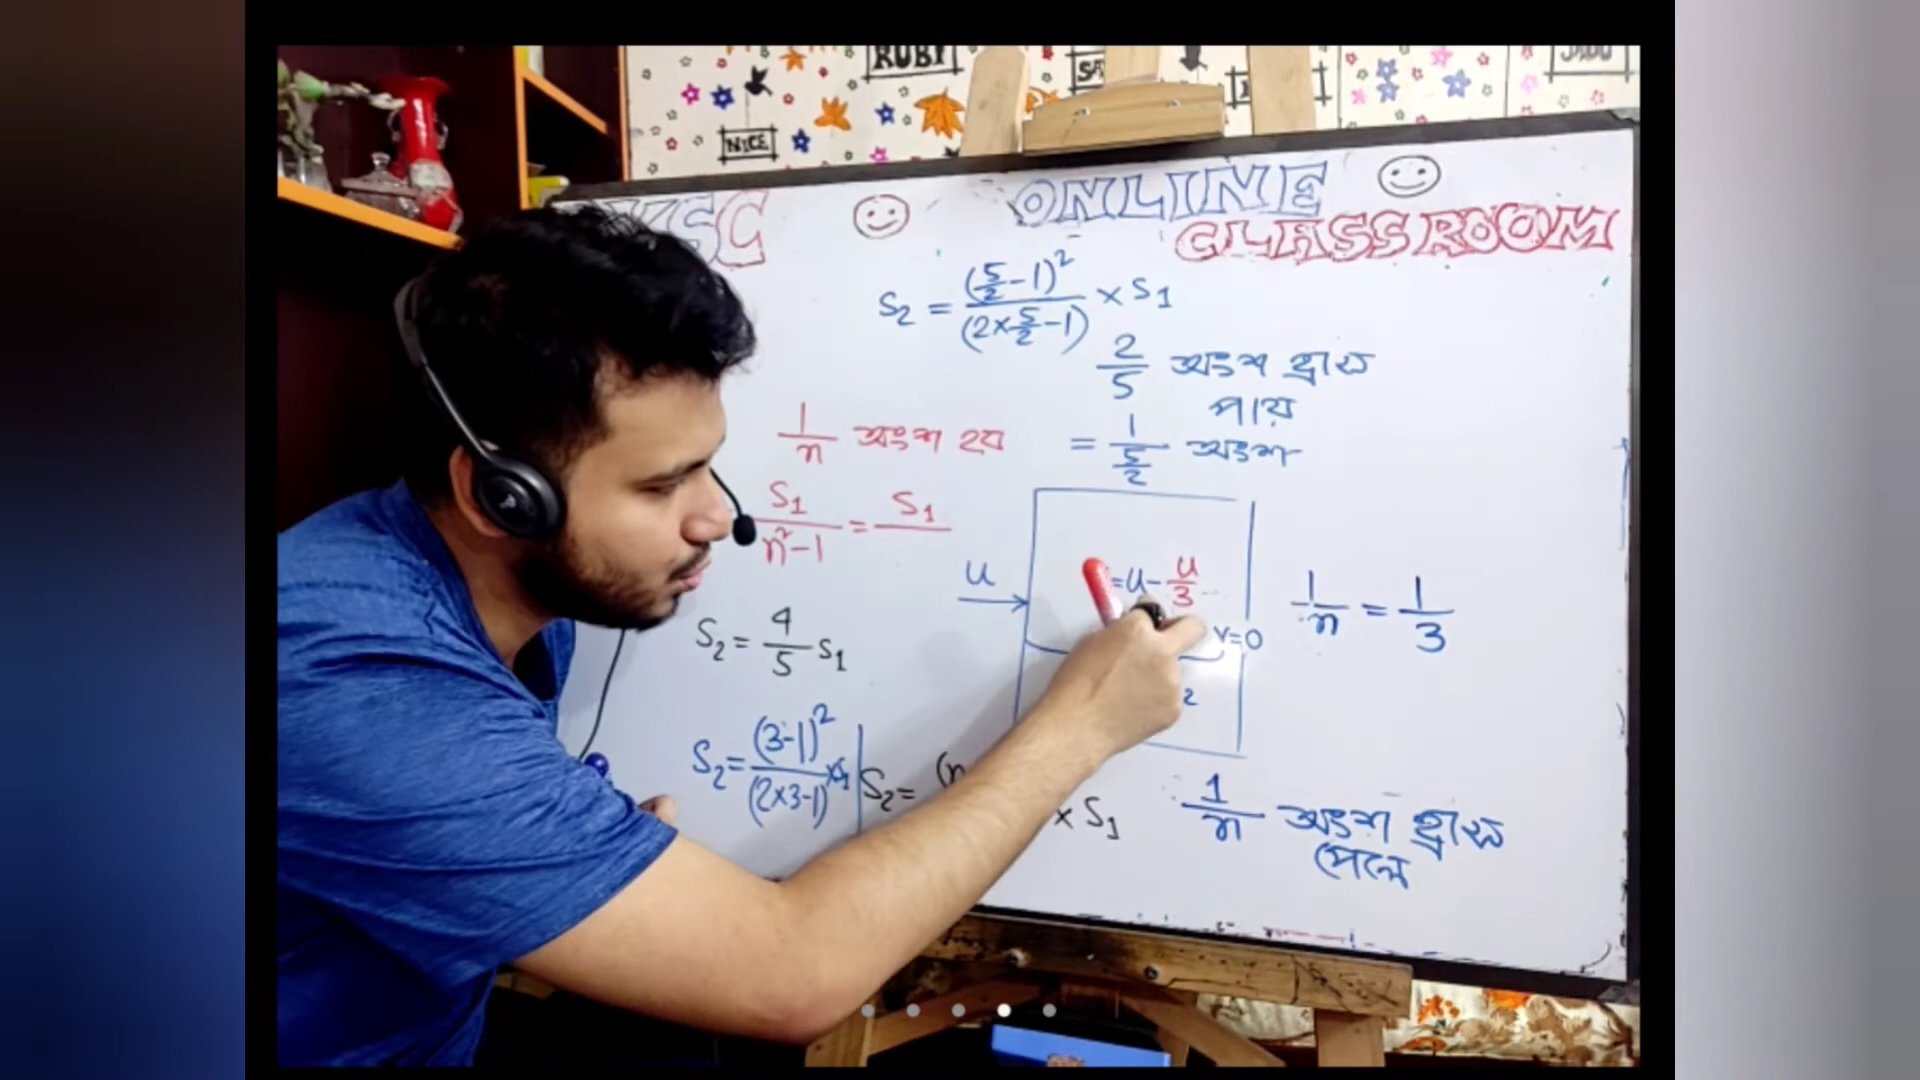 RUBY
NICE
SC
ONLINE
CLASSROOM
S₂ = (5/2 - 1)² / (2×5/2 - 1) × S₁
2/5 অংশ হ্রাস
পায়
= 1/(5/2) অংশ
1/n অংশ হয়
S₁/(n²-1) = S₁
u
= u - u/3
v=0
2
1/n = 1/3
S₂ = 4/5 S₁
S₂ = (3-1)² / (2×3-1) × S₁
S₂ = (n
× S₁
1/n অংশ হ্রাস
পেলে